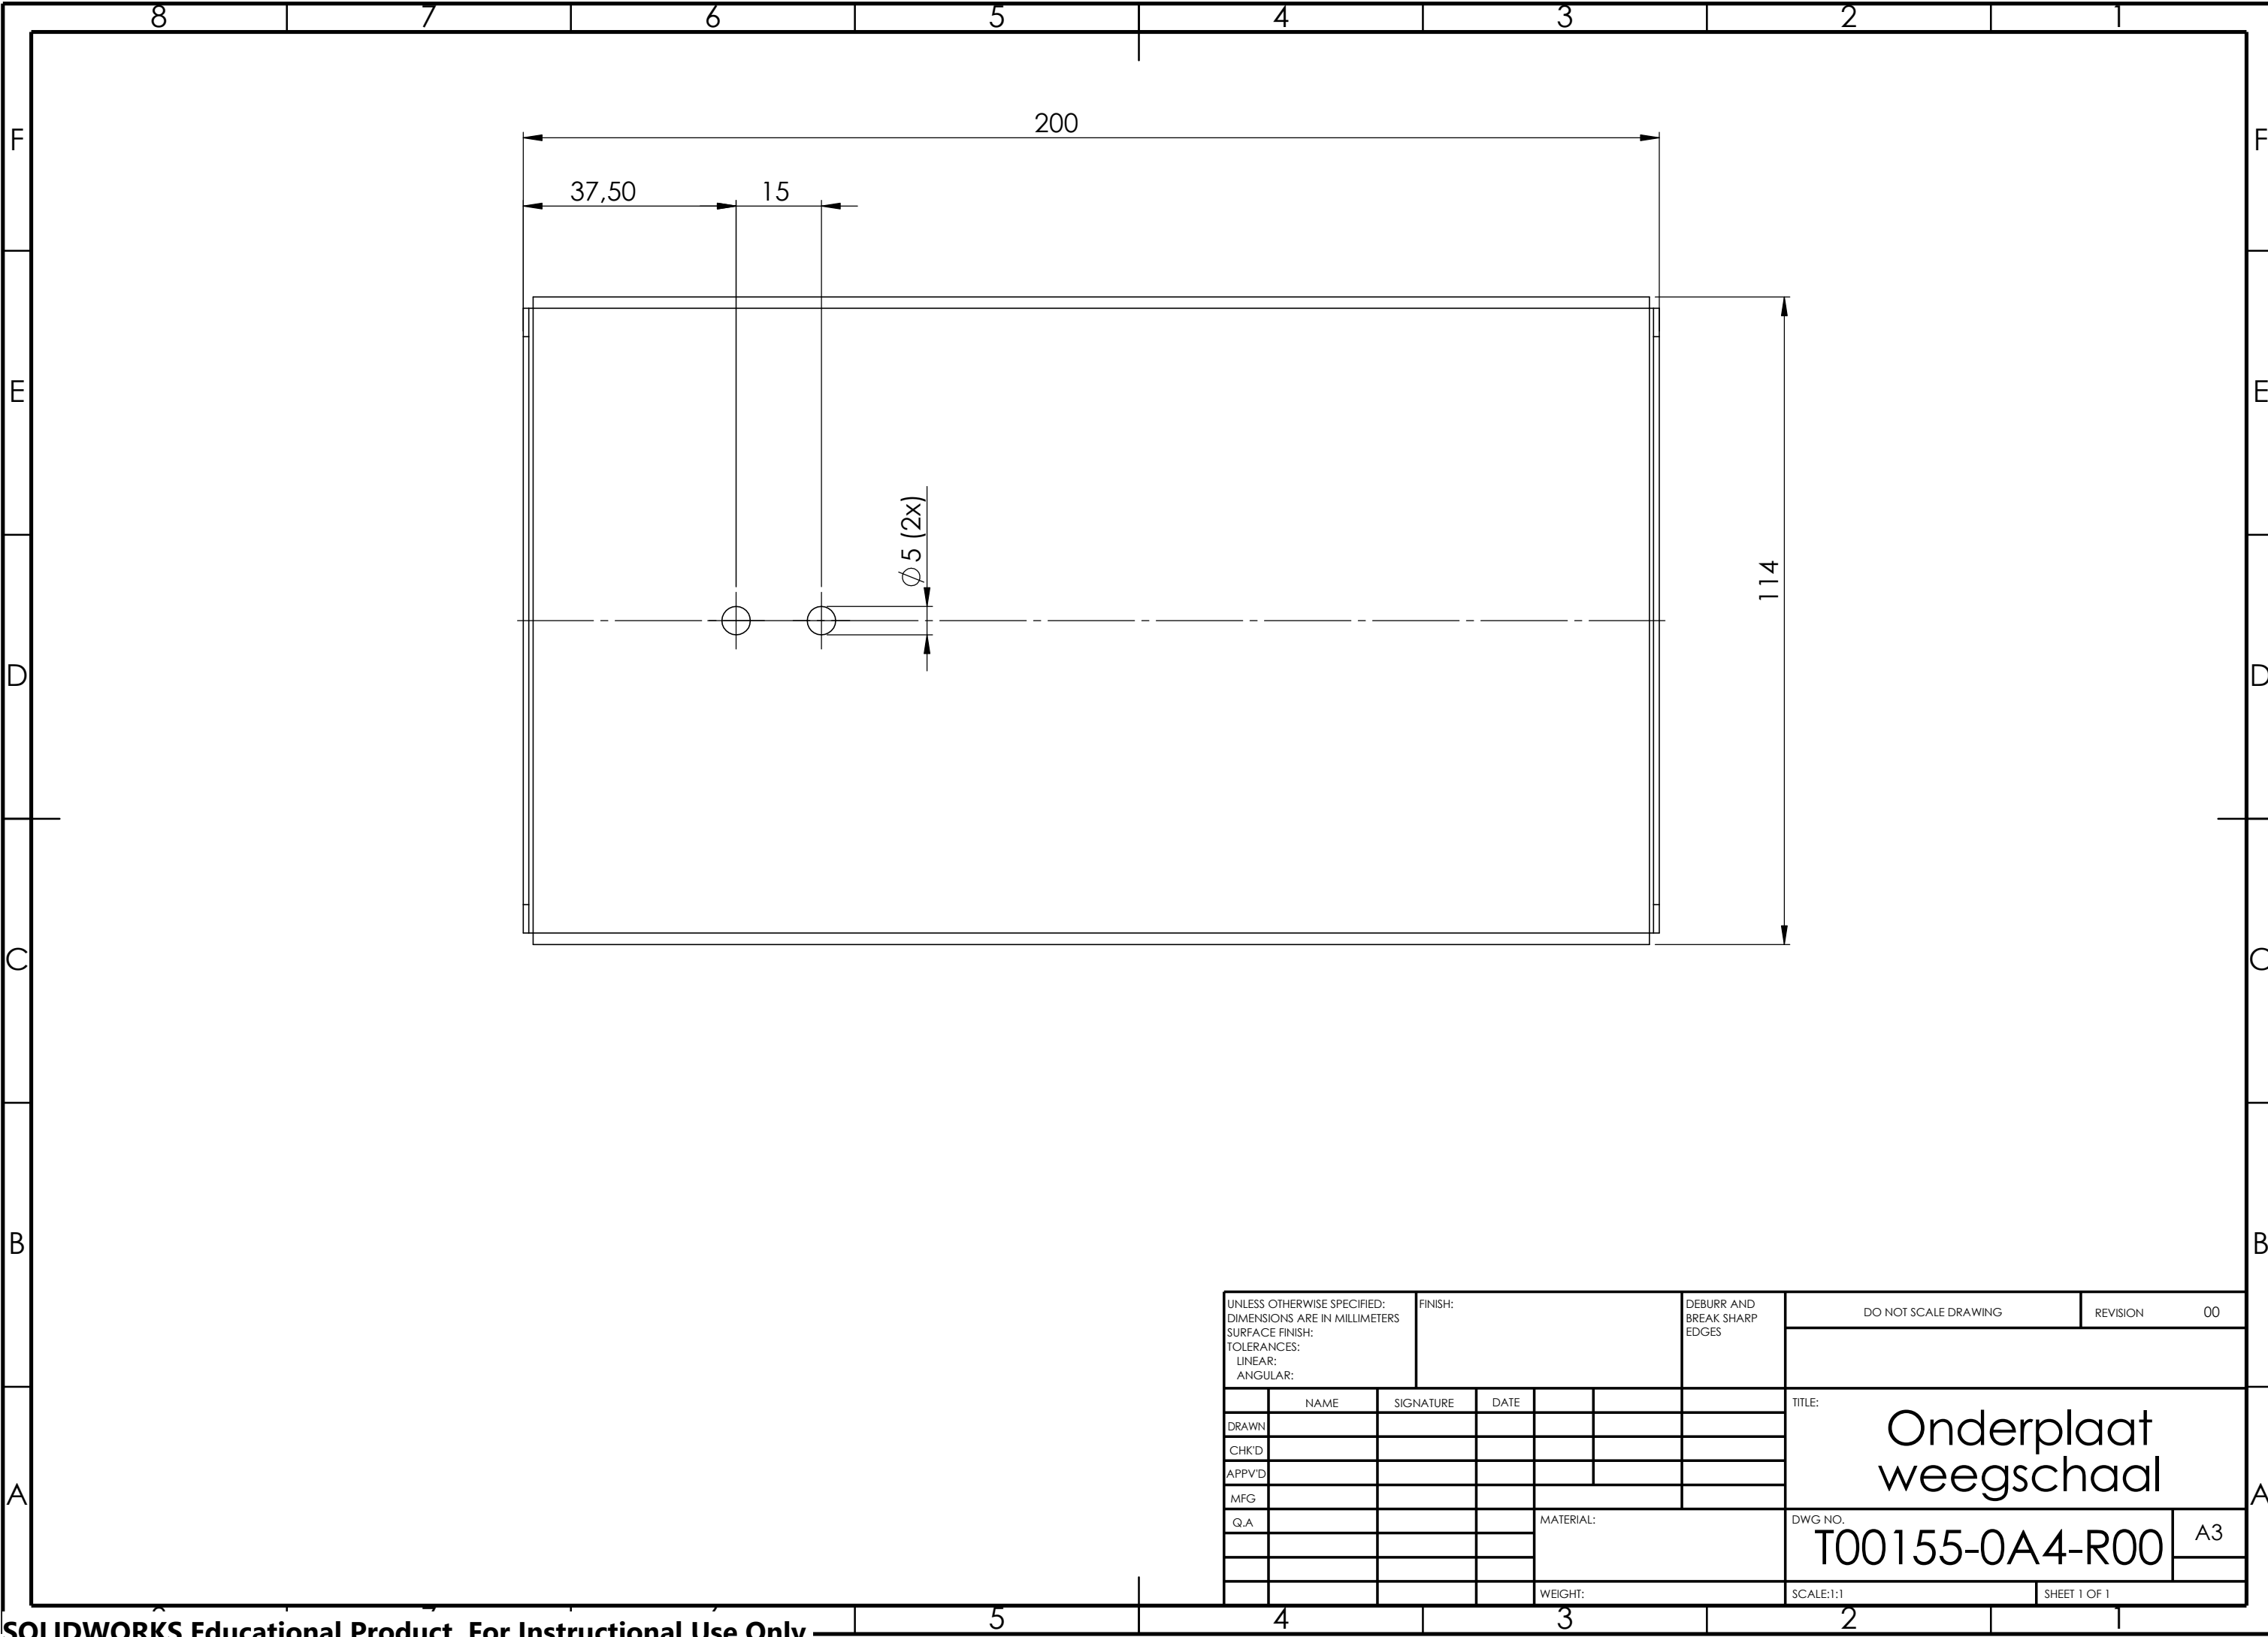 8 7 6 5 4 3 2 1
F F
E E
D D
C C
B B
A A
200
37,50 15
∅5 (2x)
114
UNLESS OTHERWISE SPECIFIED:
DIMENSIONS ARE IN MILLIMETERS
SURFACE FINISH:
TOLERANCES:
LINEAR:
ANGULAR:
FINISH:
DEBURR AND
BREAK SHARP
EDGES
DO NOT SCALE DRAWING
REVISION 00
NAME SIGNATURE DATE
DRAWN
CHK'D
APPV'D
MFG
Q.A
TITLE:
Onderplaat
weegschaal
MATERIAL:
DWG NO.
T00155-0A4-R00
A3
WEIGHT:
SCALE:1:1
SHEET 1 OF 1
5 4 3 2 1
SOLIDWORKS Educational Product. For Instructional Use Only.